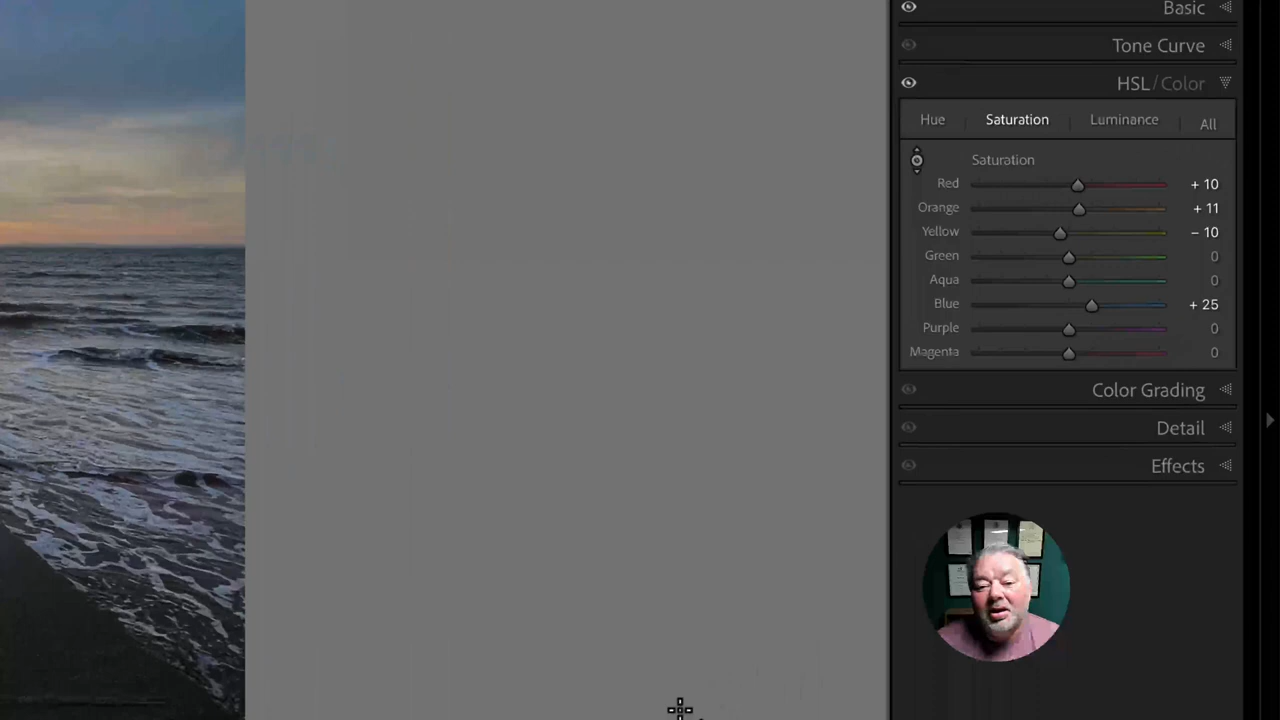 Basic
Tone Curve
HSL / Color
Hue Saturation Luminance All
Saturation
Red + 10
Orange + 11
Yellow – 10
Green 0
Aqua 0
Blue + 25
Purple 0
Magenta 0
Color Grading
Detail
Effects